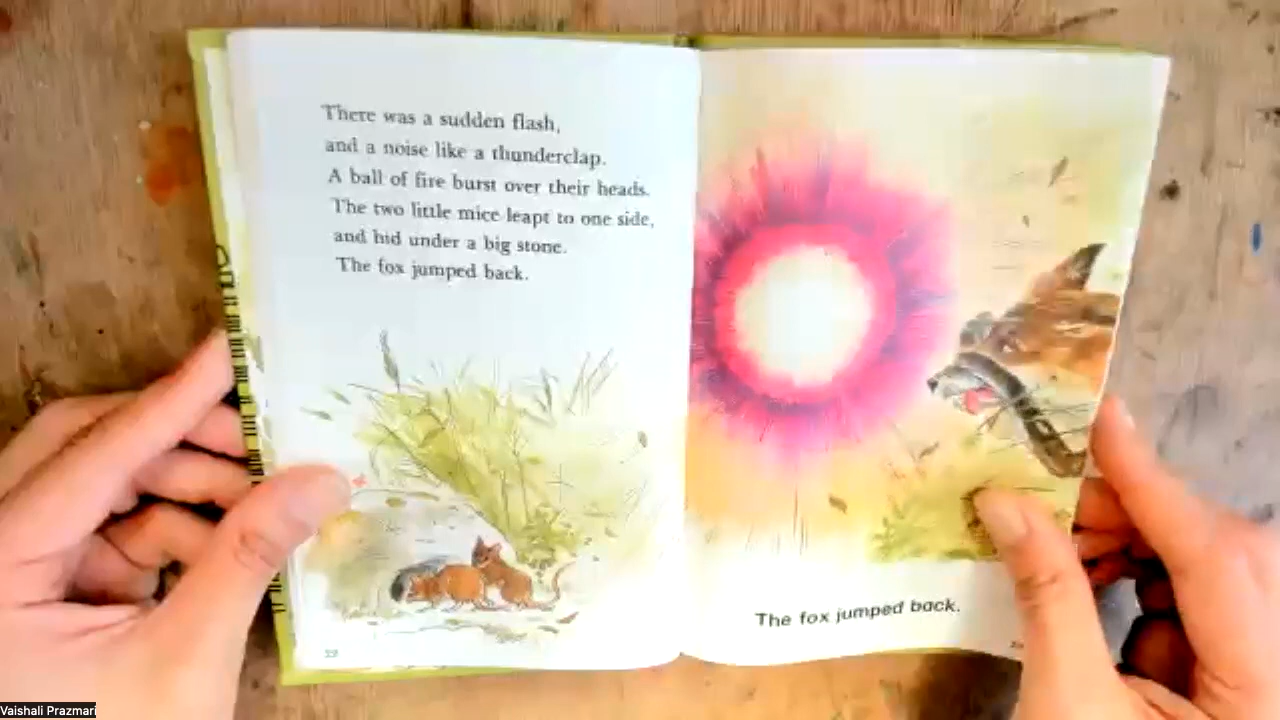 There was a sudden flash,
and a noise like a thunderclap.
A ball of fire burst over their heads.
The two little mice leapt to one side,
and hid under a big stone.
The fox jumped back.
The fox jumped back.
22
Vaishali Prazmari